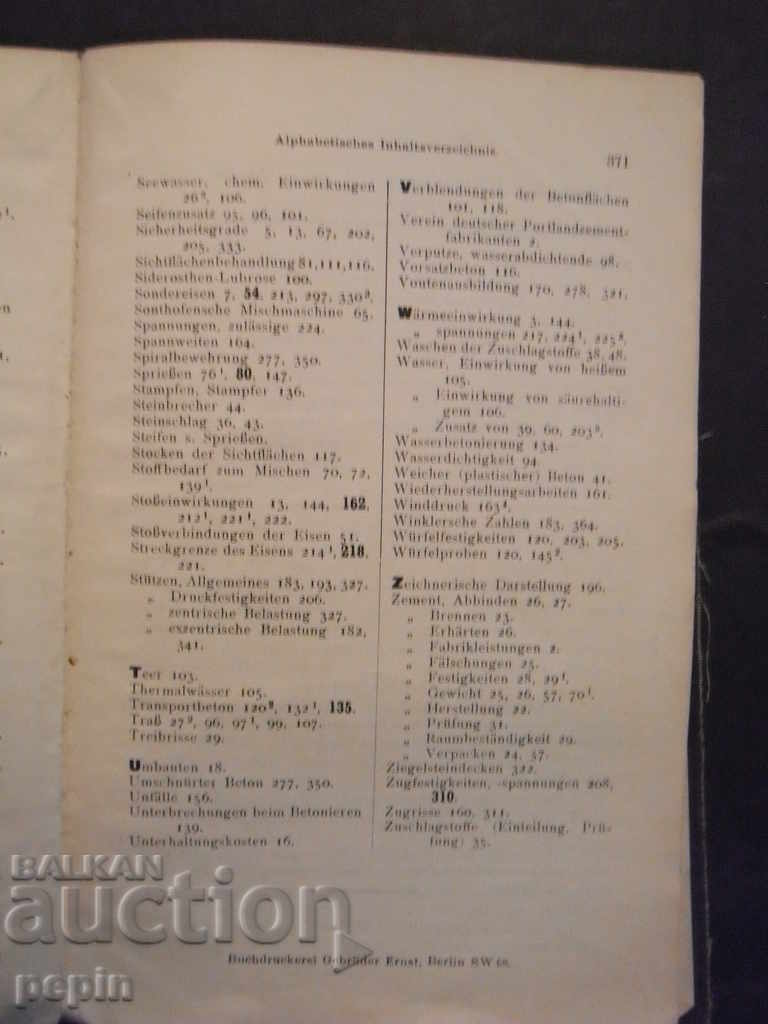 Alphabetisches Inhaltsverzeichnis.
371
Seewasser, chem. Einwirkungen
26², 106.
Seifenzusatz 93, 96, 101.
Sicherheitsgrade 5, 13, 67, 202,
205, 333.
Sichtflächenbehandlung 81, 111, 116.
Siderosthen-Lubrose 100.
Sondereisen 7, 54, 213, 297, 330².
Sonthofensche Mischmaschine 65.
Spannungen, zulässige 224.
Spannweiten 164.
Spiralbewehrung 277, 350.
Sprießen 76¹, 80, 147.
Stampfen, Stampfer 136.
Steinbrecher 44.
Steinschlag 36, 43.
Steifen s. Sprießen.
Stocken der Sichtflächen 117.
Stoffbedarf zum Mischen 70, 72,
139¹.
Stoßeinwirkungen 13, 144, 162,
212¹, 221¹, 222.
Stoßverbindungen der Eisen 51.
Streckgrenze des Eisens 214¹, 218,
221.
Stützen, Allgemeines 183, 193, 327.
„ Druckfestigkeiten 206.
„ zentrische Belastung 327.
„ exzentrische Belastung 182,
341.
Teer 103.
Thermalwässer 105.
Transportbeton 120², 132¹, 135.
Traß 27², 96, 97¹, 99, 107.
Treibrisse 29.
Umbauten 18.
Umschnürter Beton 277, 350.
Unfälle 156.
Unterbrechungen beim Betonieren
139.
Unterhaltungskosten 16.
Verblendungen der Betonflächen
101, 118.
Verein deutscher Portlandzement-
fabrikanten 2.
Verputze, wasserabdichtende 98.
Vorsatzbeton 116.
Voutenausbildung 170, 278, 321.
Wärmeeinwirkung 3, 144.
„ spannungen 217, 224¹, 225².
Waschen der Zuschlagstoffe 38, 48.
Wasser, Einwirkung von heißem
105.
„ Einwirkung von säurehalti-
gem 106.
„ Zusatz von 39, 60, 203².
Wasserbetonierung 134.
Wasserdichtigkeit 94.
Weicher (plastischer) Beton 41.
Wiederherstellungsarbeiten 161.
Winddruck 163¹.
Winklersche Zahlen 183, 364.
Würfelfestigkeiten 120, 203, 205.
Würfelproben 120, 145².
Zeichnerische Darstellung 196.
Zement, Abbinden 26, 27.
„ Brennen 23.
„ Erhärten 26.
„ Fabrikleistungen 2.
„ Fälschungen 25.
„ Festigkeiten 28, 29¹.
„ Gewicht 25, 26, 57, 70¹.
„ Herstellung 22.
„ Prüfung 31.
„ Raumbeständigkeit 29.
„ Verpacken 24, 57.
Ziegelsteindecken 322.
Zugfestigkeiten, -spannungen 208,
310.
Zugrisse 160, 311.
Zuschlagstoffe (Einteilung, Prü-
fung) 35.
Buchdruckerei Gebrüder Ernst, Berlin SW 68.
BALKAN
auction
pepin